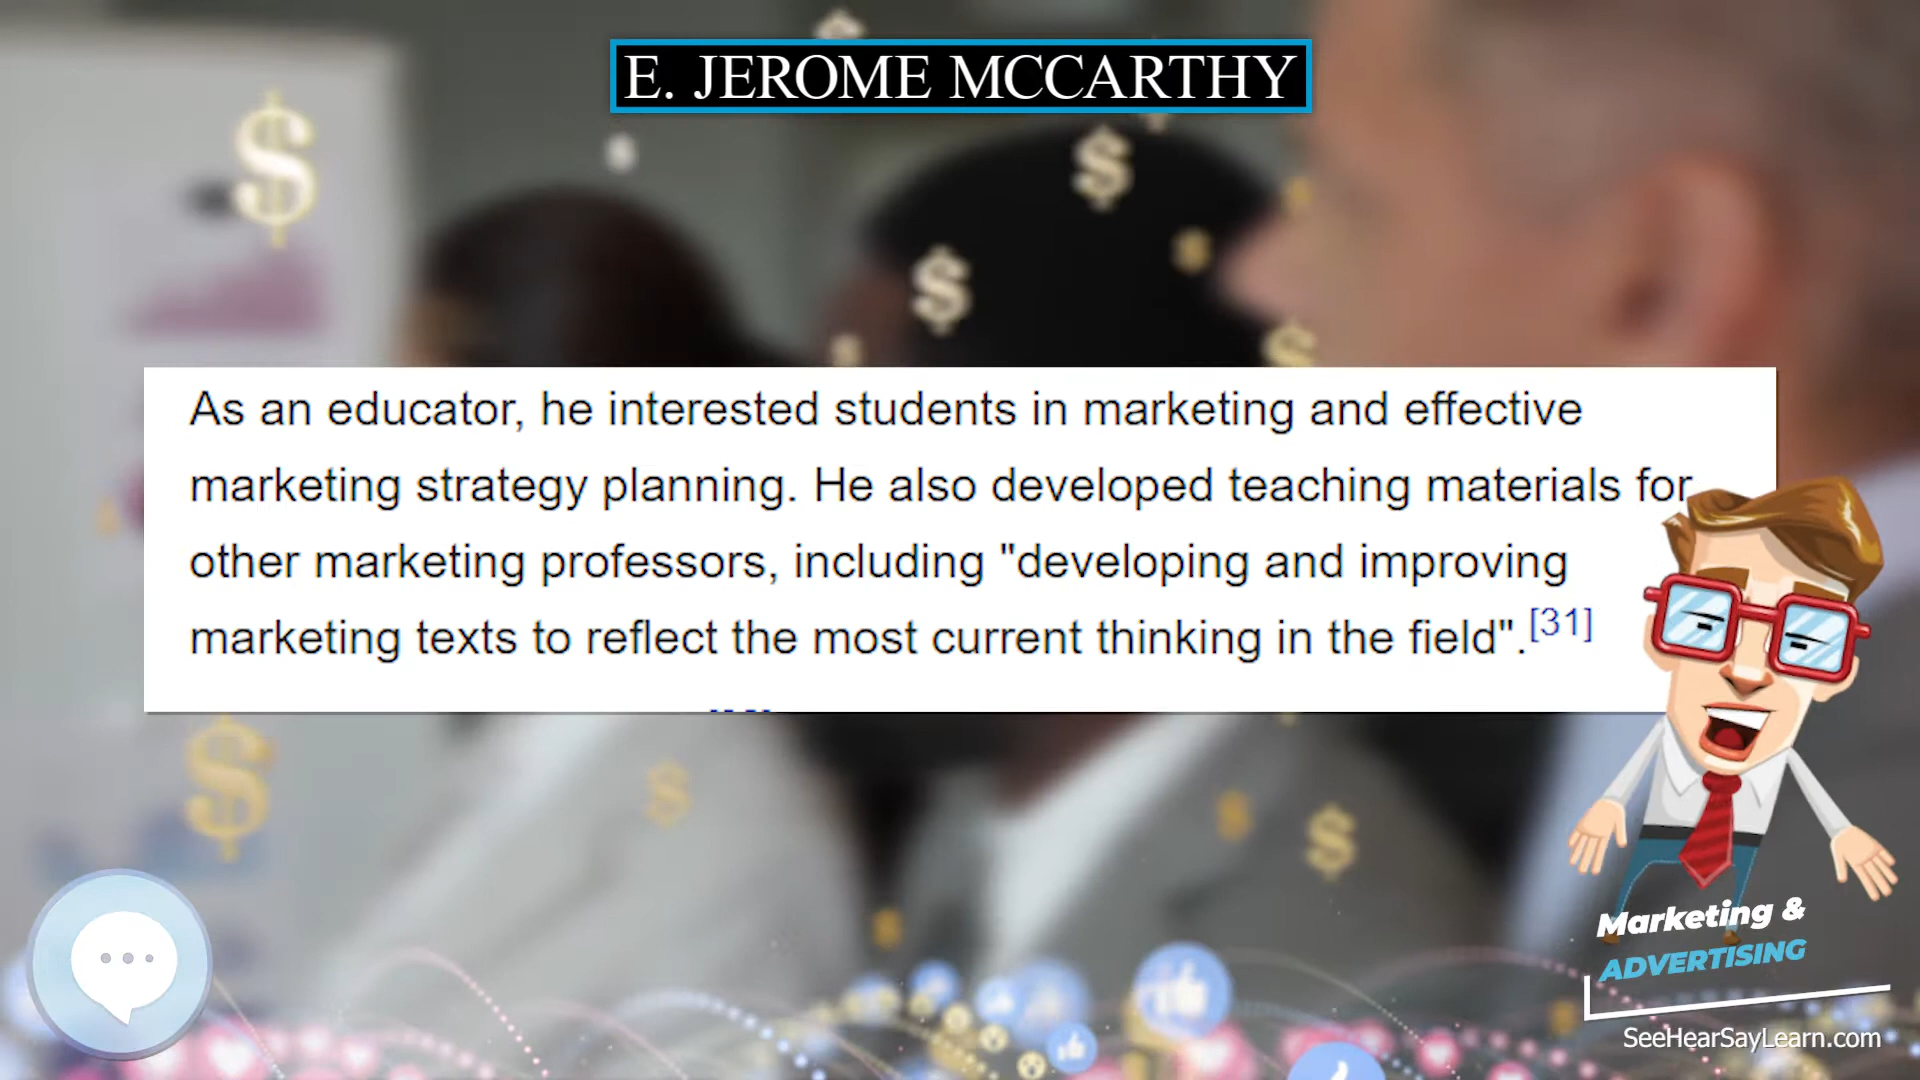 E. JEROME MCCARTHY
As an educator, he interested students in marketing and effective
marketing strategy planning. He also developed teaching materials for
other marketing professors, including "developing and improving
marketing texts to reflect the most current thinking in the field".[31]
Marketing &
ADVERTISING
SeeHearSayLearn.com